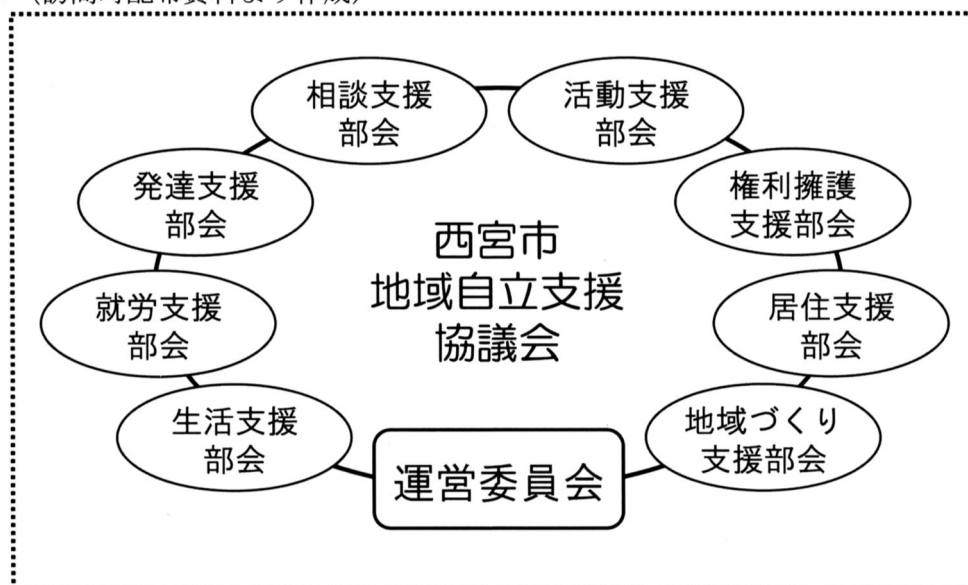 相談支援
部会
活動支援
部会
発達支援
部会
権利擁護
支援部会
西宮市
地域自立支援
協議会
就労支援
部会
居住支援
部会
生活支援
部会
地域づくり
支援部会
運営委員会